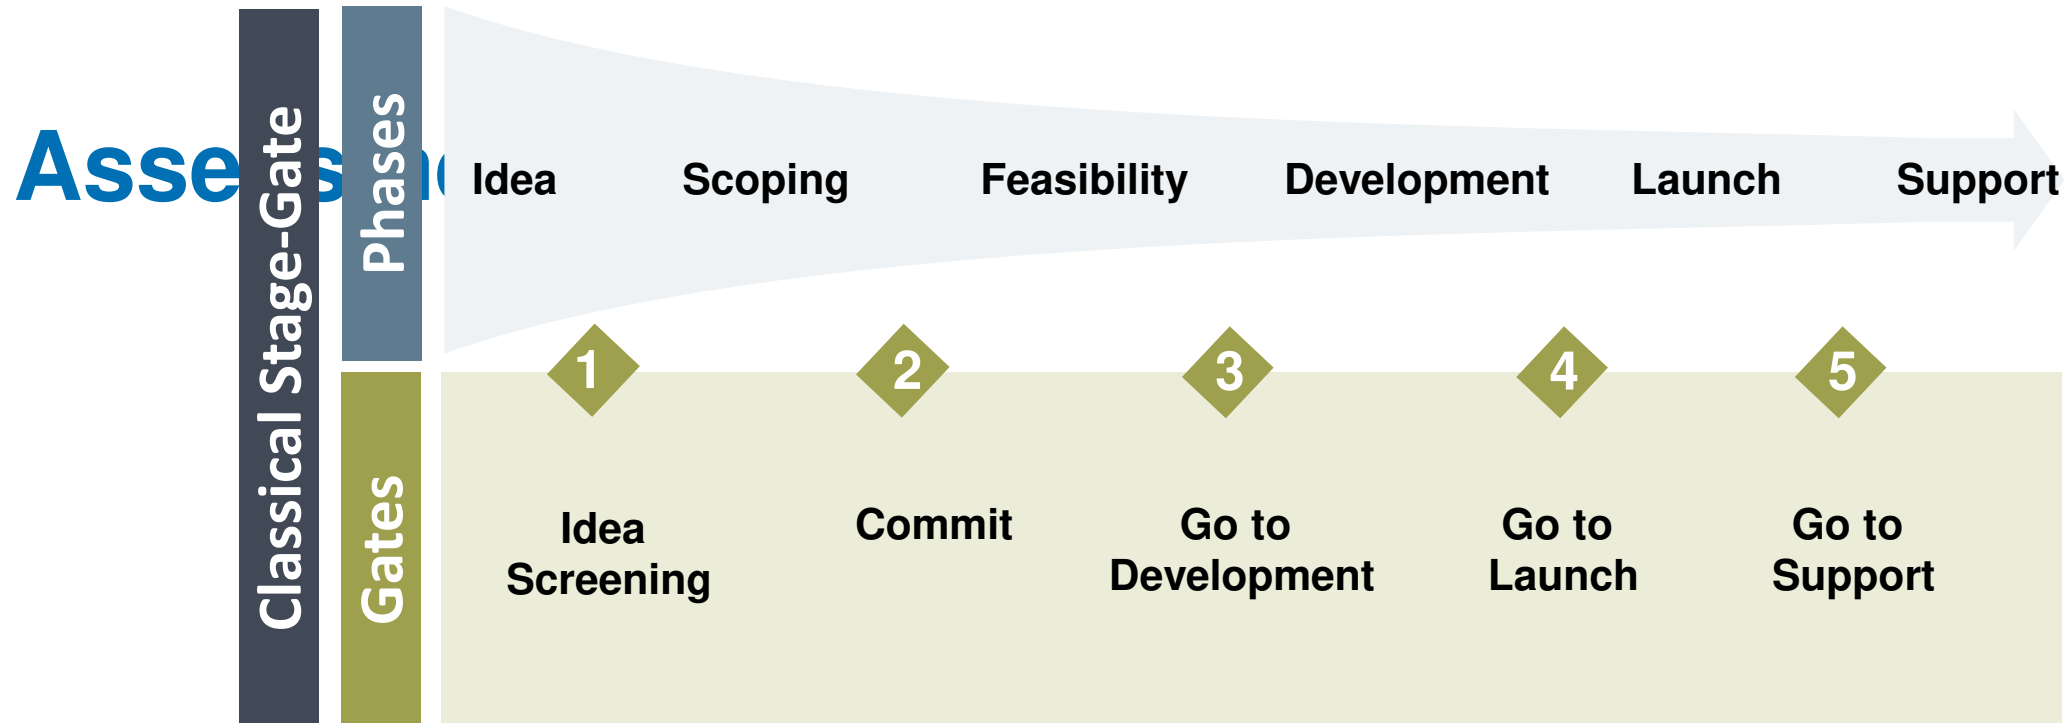 Classical Stage-Gate
Phases
Idea Scoping Feasibility Development Launch Support
Gates
1 2 3 4 5
Idea
Screening
Commit
Go to
Development
Go to
Launch
Go to
Support